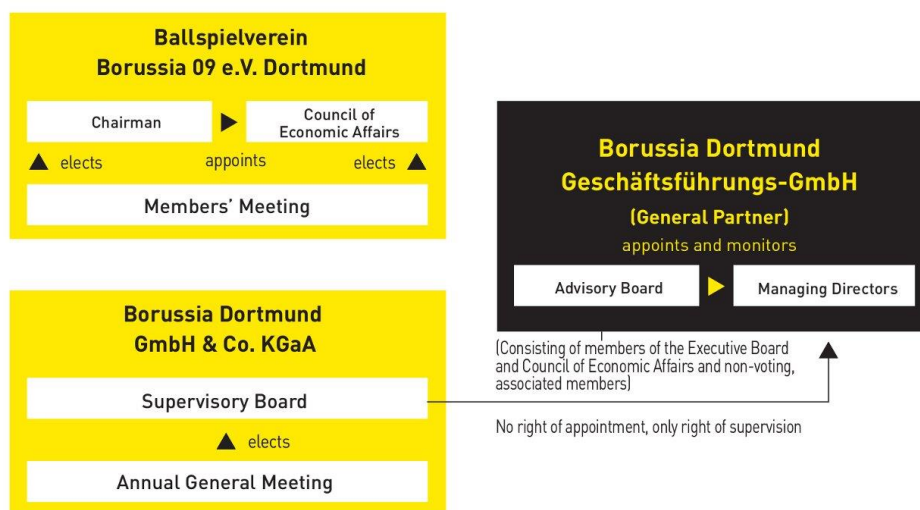 Ballspielverein
Borussia 09 e.V. Dortmund
Chairman
Council of
Economic Affairs
elects
appoints
elects
Members’ Meeting
Borussia Dortmund
GmbH & Co. KGaA
Supervisory Board
elects
Annual General Meeting
Borussia Dortmund
Geschäftsführungs-GmbH
(General Partner)
appoints and monitors
Advisory Board
Managing Directors
(Consisting of members of the Executive Board
and Council of Economic Affairs and non-voting,
associated members)
No right of appointment, only right of supervision